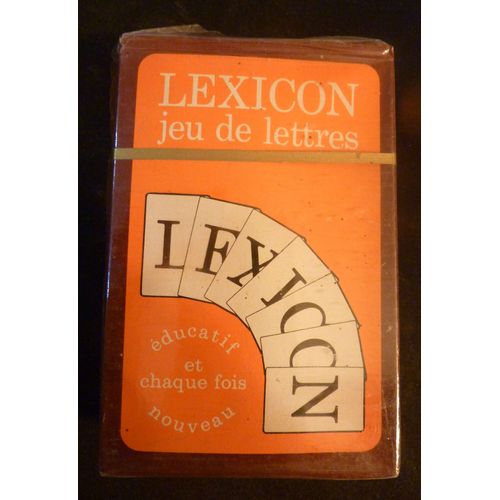 LEXICON
jeu de lettres
LEXICON
éducatif
et
chaque fois
nouveau